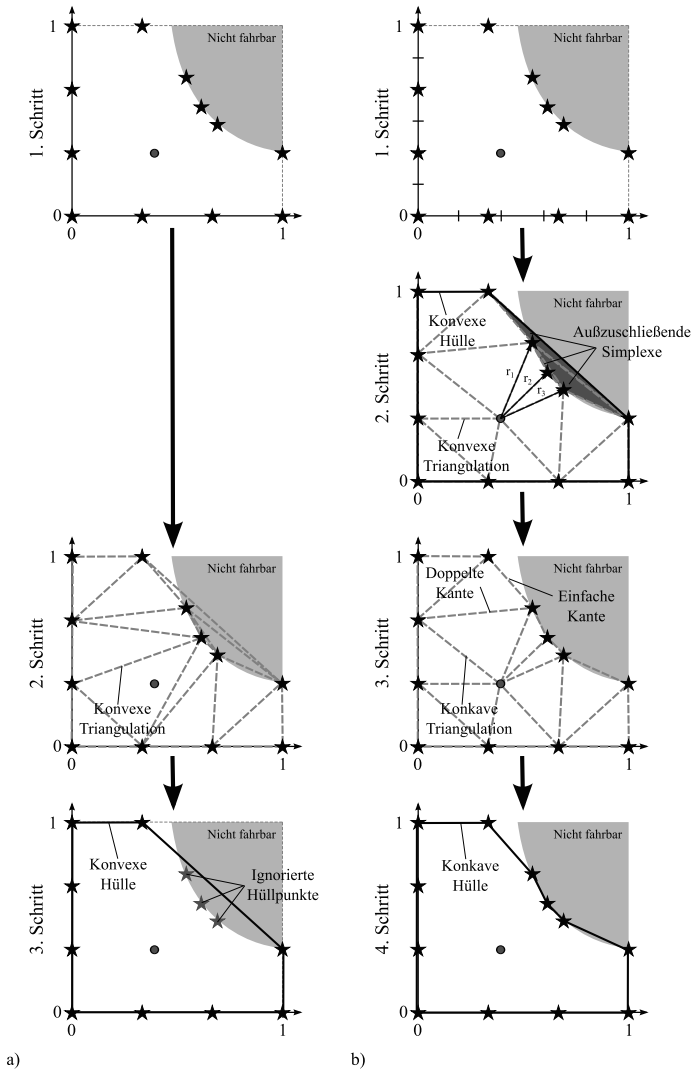 1
Nicht fahrbar
1. Schritt
0
0
1
1
Nicht fahrbar
1. Schritt
0
0
1
1
Nicht fahrbar
Konvexe
Hülle
Außzuschließende
Simplexe
r1
r2
r3
2. Schritt
Konvexe
Triangulation
0
0
1
1
Nicht fahrbar
2. Schritt
Konvexe
Triangulation
0
0
1
1
Nicht fahrbar
Doppelte
Kante
Einfache
Kante
3. Schritt
Konkave
Triangulation
0
0
1
1
Nicht fahrbar
Konvexe
Hülle
Ignorierte
Hüllpunkte
3. Schritt
0
0
1
1
Nicht fahrbar
Konkave
Hülle
4. Schritt
0
0
1
a)
b)